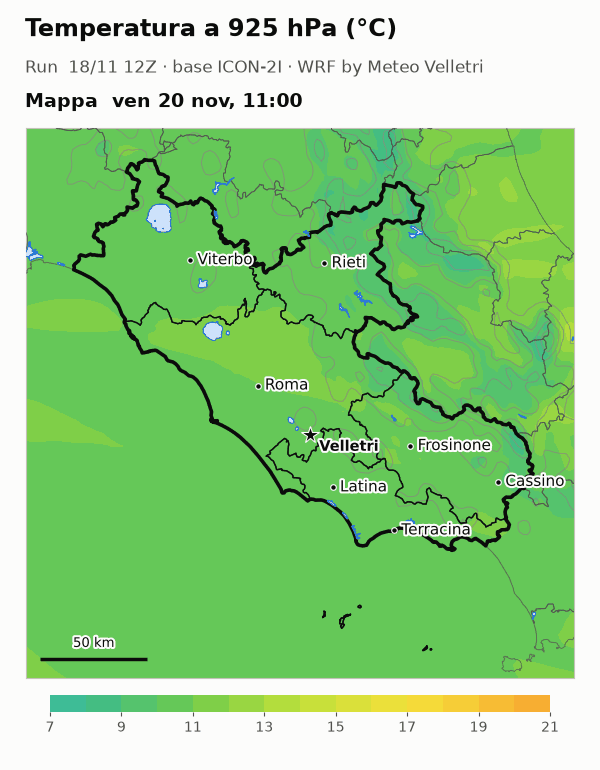 Temperatura a 925 hPa (°C)
Run  18/11 12Z · base ICON-2I · WRF by Meteo Velletri
Mappa  ven 20 nov, 11:00
Viterbo
Rieti
Roma
Velletri
Frosinone
Cassino
Latina
Terracina
50 km
7 9 11 13 15 17 19 21